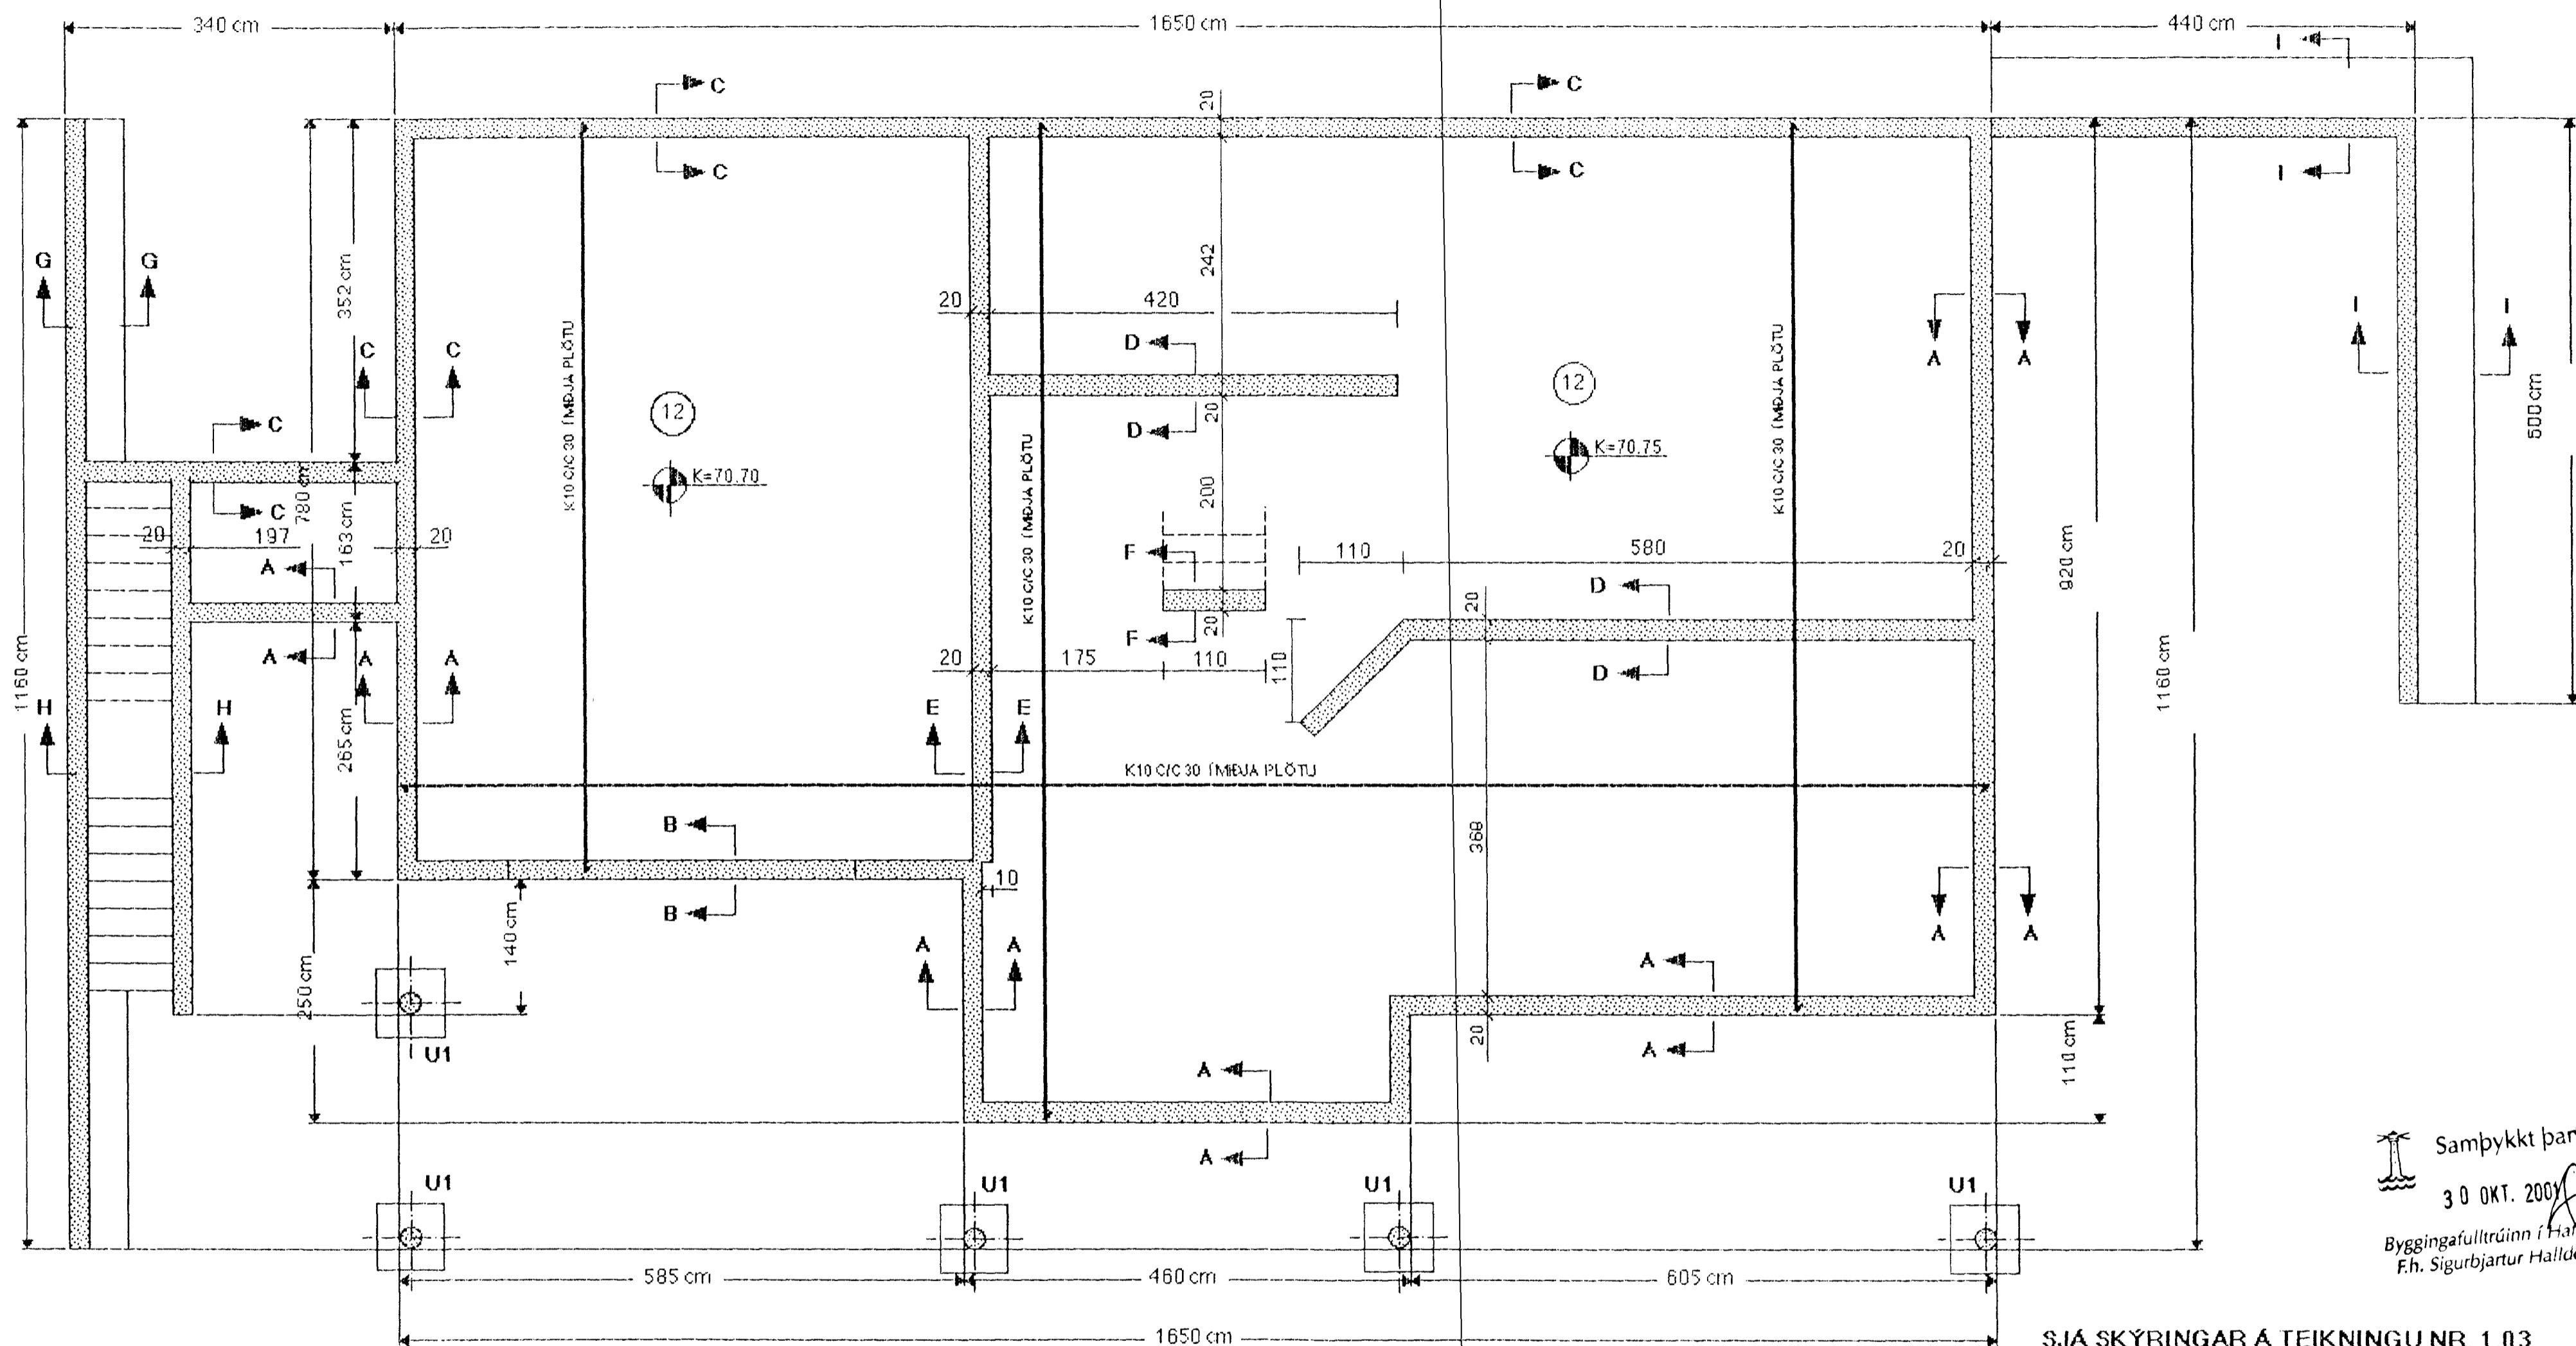 340 cm
1650 cm
440 cm
I
C
C
20
C
C
I
G
G
352 cm
242
20
420
I
I
C
C
D
A
A
K10 C/C 30 Í MIÐJA PLÖTU
K10 C/C 30 Í MIÐJA PLÖTU
12
12
500 cm
C
D
20
K=70.70
K=70.75
780 cm
C
K10 C/C 30 Í MIÐJA PLÖTU
200
20
197
20
163 cm
F
110
580
20
A
D
920 cm
20
F
20
1160 cm
A
A
A
20
175
110
110
D
1160 cm
H
H
265 cm
E
E
K10 C/C 30 Í MIÐJA PLÖTU
B
368
10
B
A
A
140 cm
250 cm
A
A
A
U1
20
A
A
110 cm
A
Samþykkt
U1
U1
U1
U1
30 OKT. 2001
Byggingafulltrúinn í
F.h. Sigurbjartur
585 cm
460 cm
605 cm
1650 cm
SJÁ SKÝRINGAR Á TEIKNINGU NR. 1.03